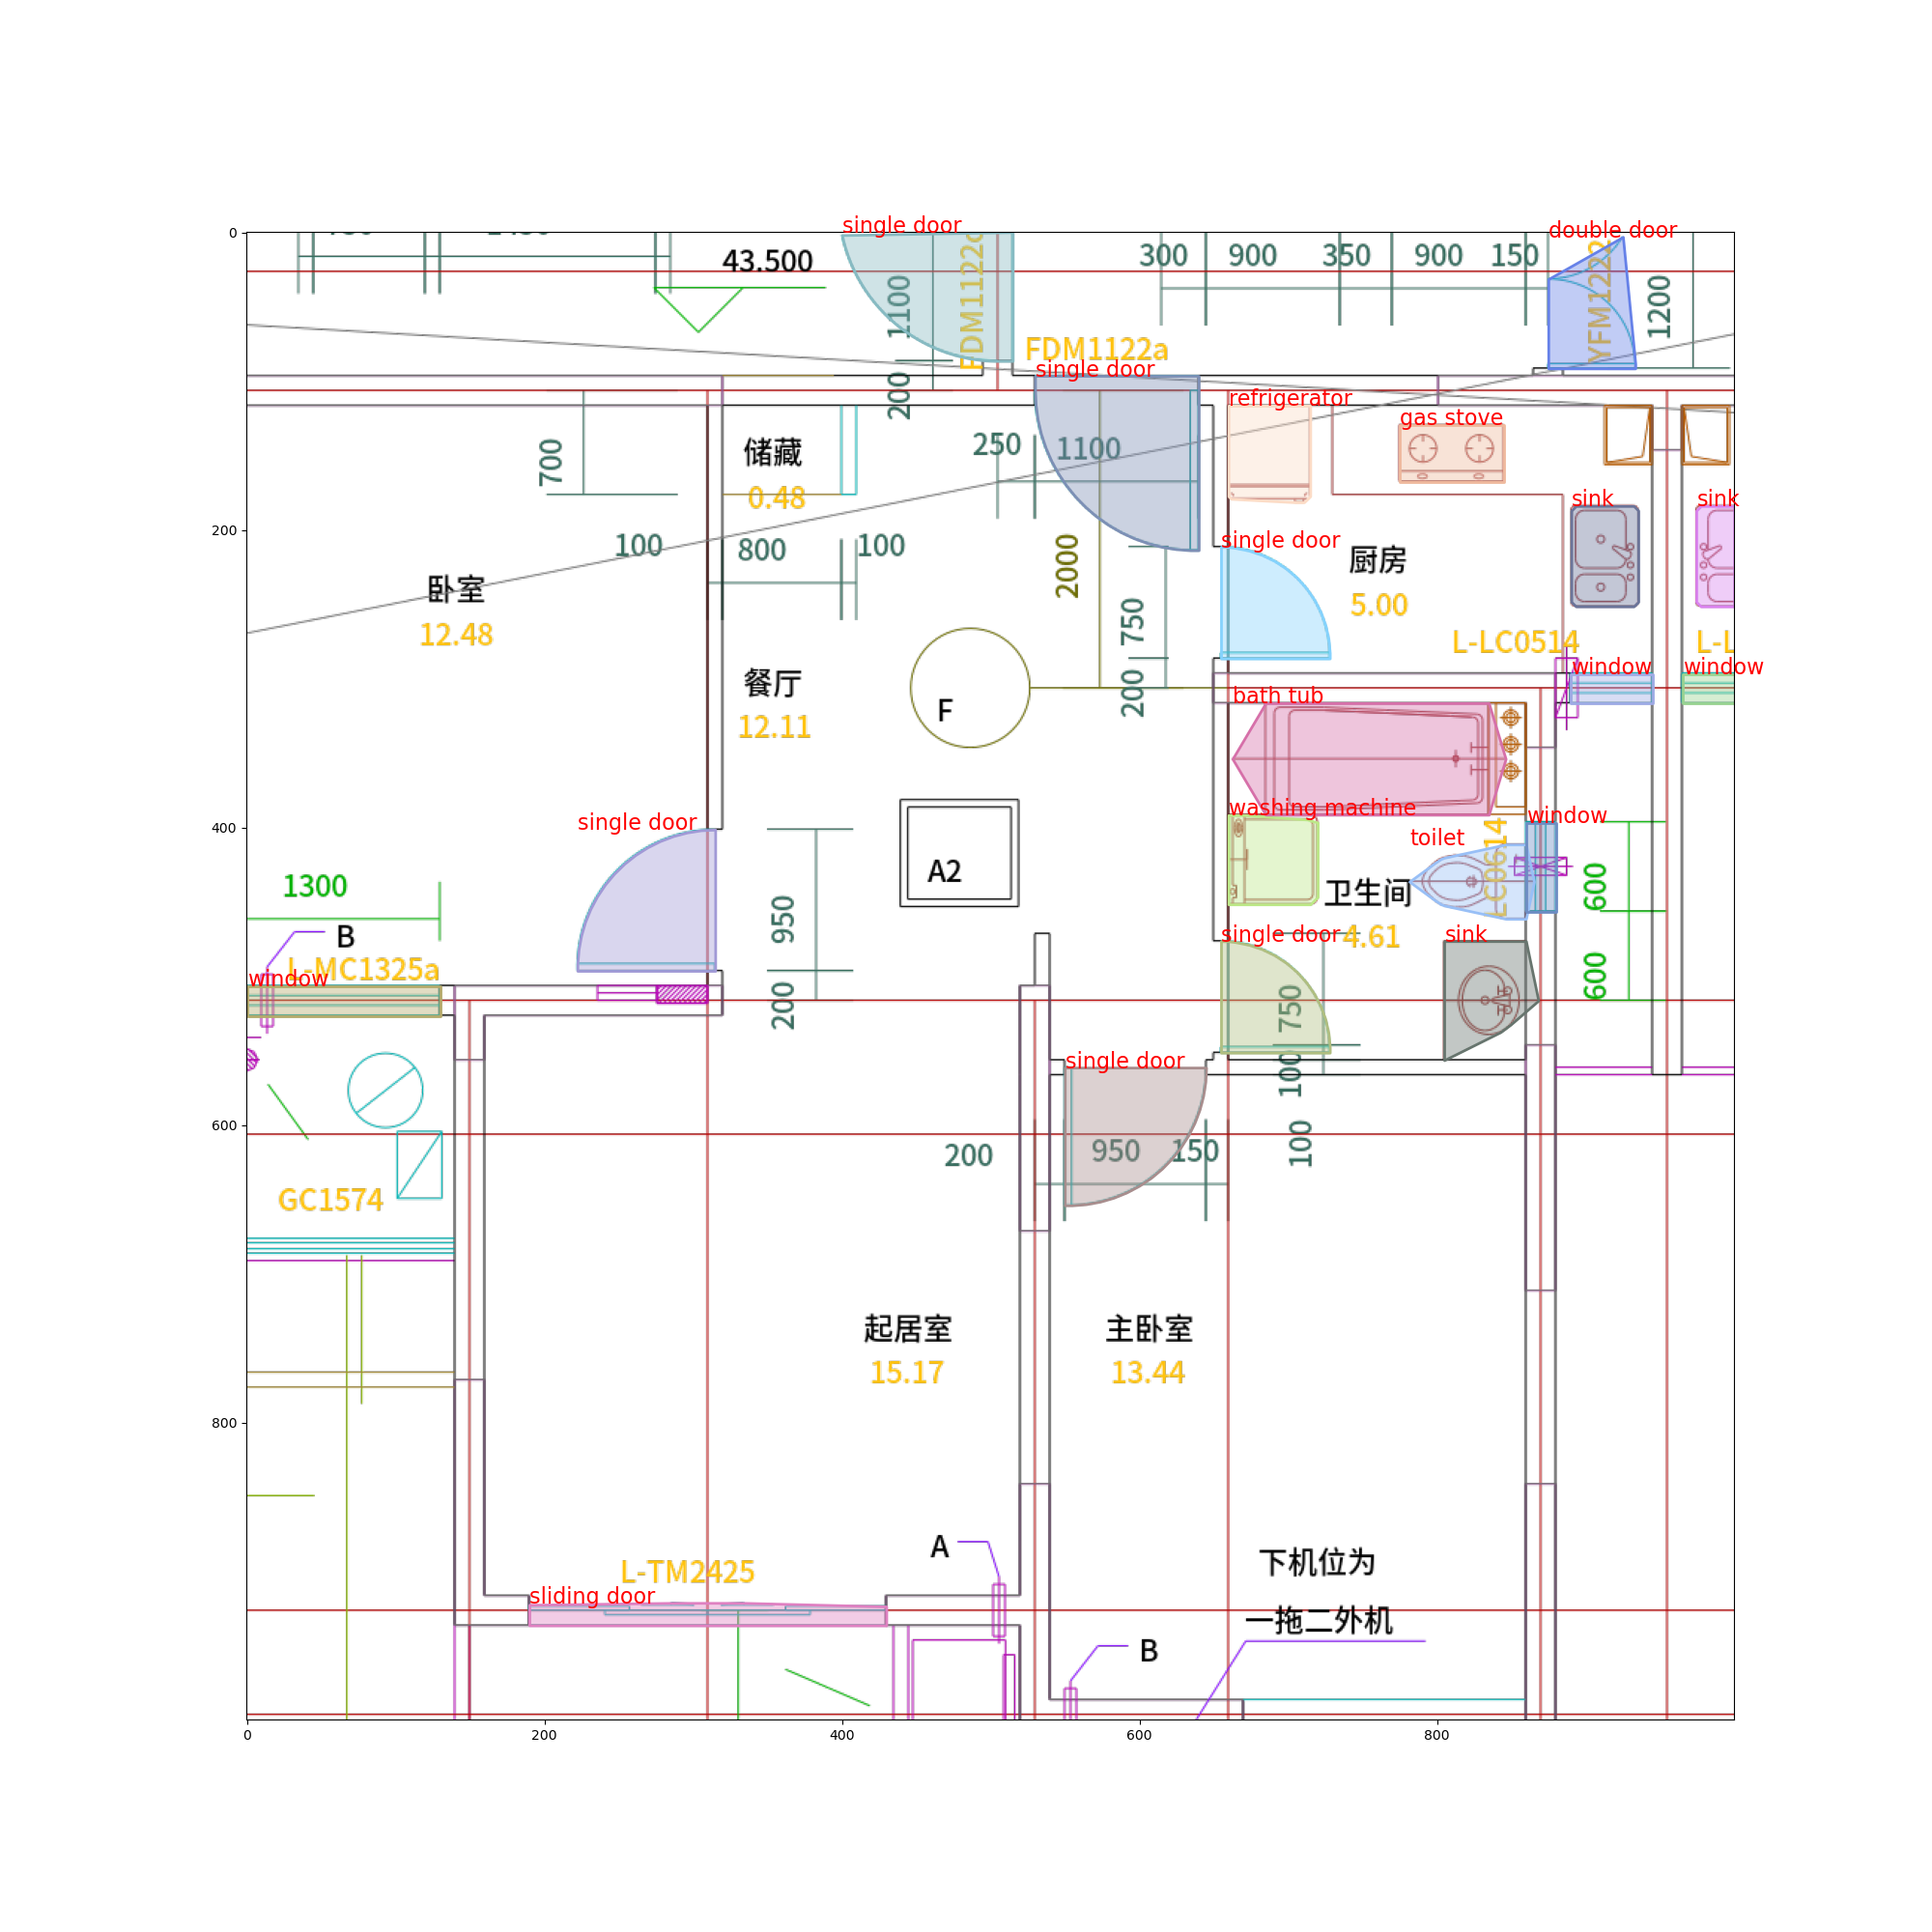 single door
double door
43.500
1100
FDM1122c
300
900
350
900
150
YFM1222
1200
FDM1122a
single door
200
refrigerator
gas stove
0
700
储藏
0.48
250
1100
sink
sink
200
100
800
100
2000
single door
厨房
5.00
卧室
12.48
750
L-LC0514
L-L
餐厅
12.11
F
200
window
window
bath tub
400
single door
washing machine
window
toilet
LC0614
A2
1300
B
950
卫生间
4.61
600
single door
sink
L-MC1325a
window
200
750
600
single door
100
600
200
950
150
100
GC1574
起居室
15.17
主卧室
13.44
800
A
L-TM2425
sliding door
下机位为
一拖二外机
B
0
200
400
600
800